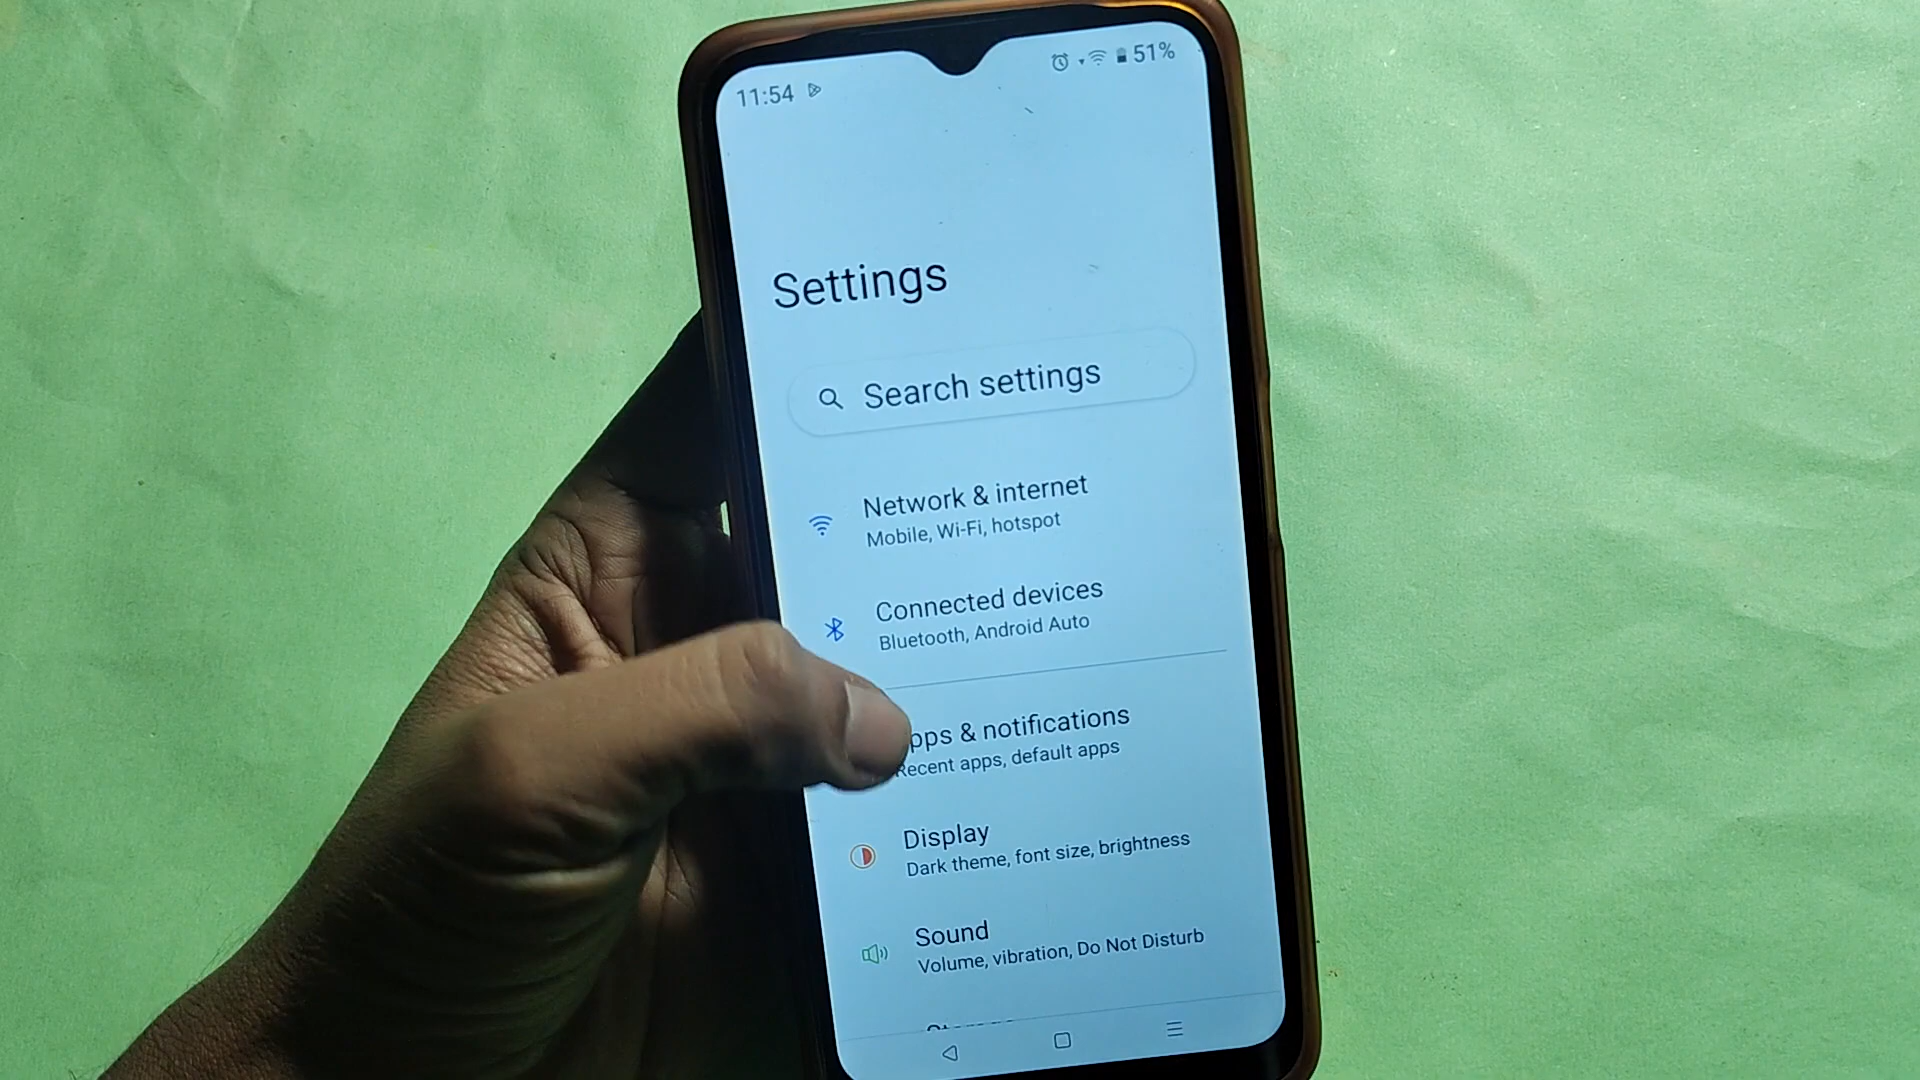 11:54
51%
Settings
Search settings
Network & internet
Mobile, Wi-Fi, hotspot
Connected devices
Bluetooth, Android Auto
pps & notifications
Recent apps, default apps
Display
Dark theme, font size, brightness
Sound
Volume, vibration, Do Not Disturb